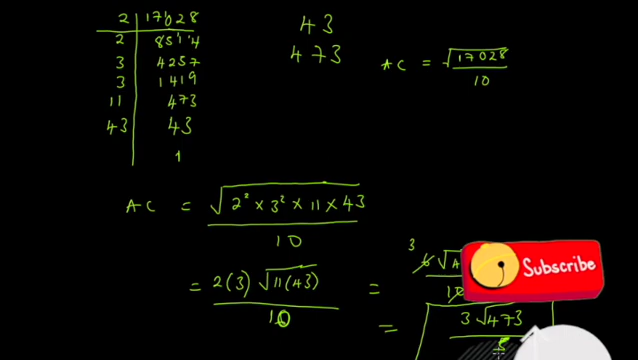 2 | 17028
2 | 8514
3 | 4257
3 | 1419
11 | 473
43 | 43
1
43
473
AC = √17028 / 10
AC = √(2² × 3² × 11 × 43) / 10
= 2(3) √11(43) / 10
=
= 3√473 / 5
Subscribe